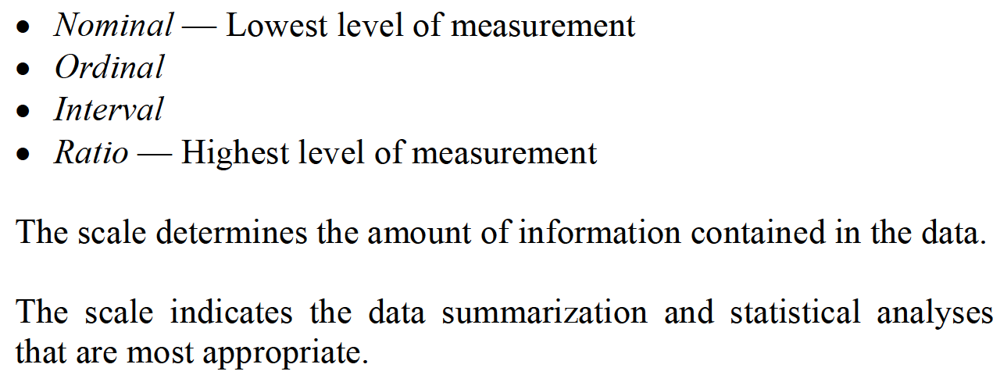 • Nominal — Lowest level of measurement
• Ordinal
• Interval
• Ratio — Highest level of measurement
The scale determines the amount of information contained in the data.
The scale indicates the data summarization and statistical analyses
that are most appropriate.